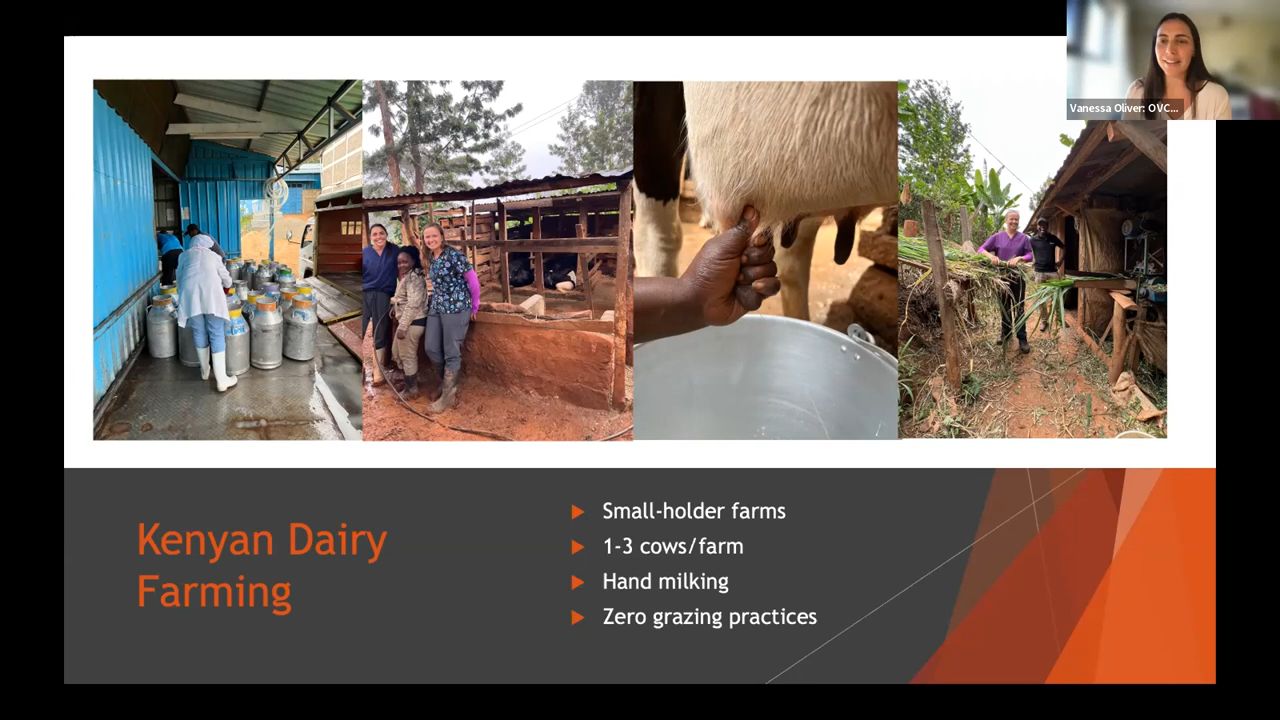 Vanessa Oliver: OVC...
Kenyan Dairy
Farming
Small-holder farms
1-3 cows/farm
Hand milking
Zero grazing practices